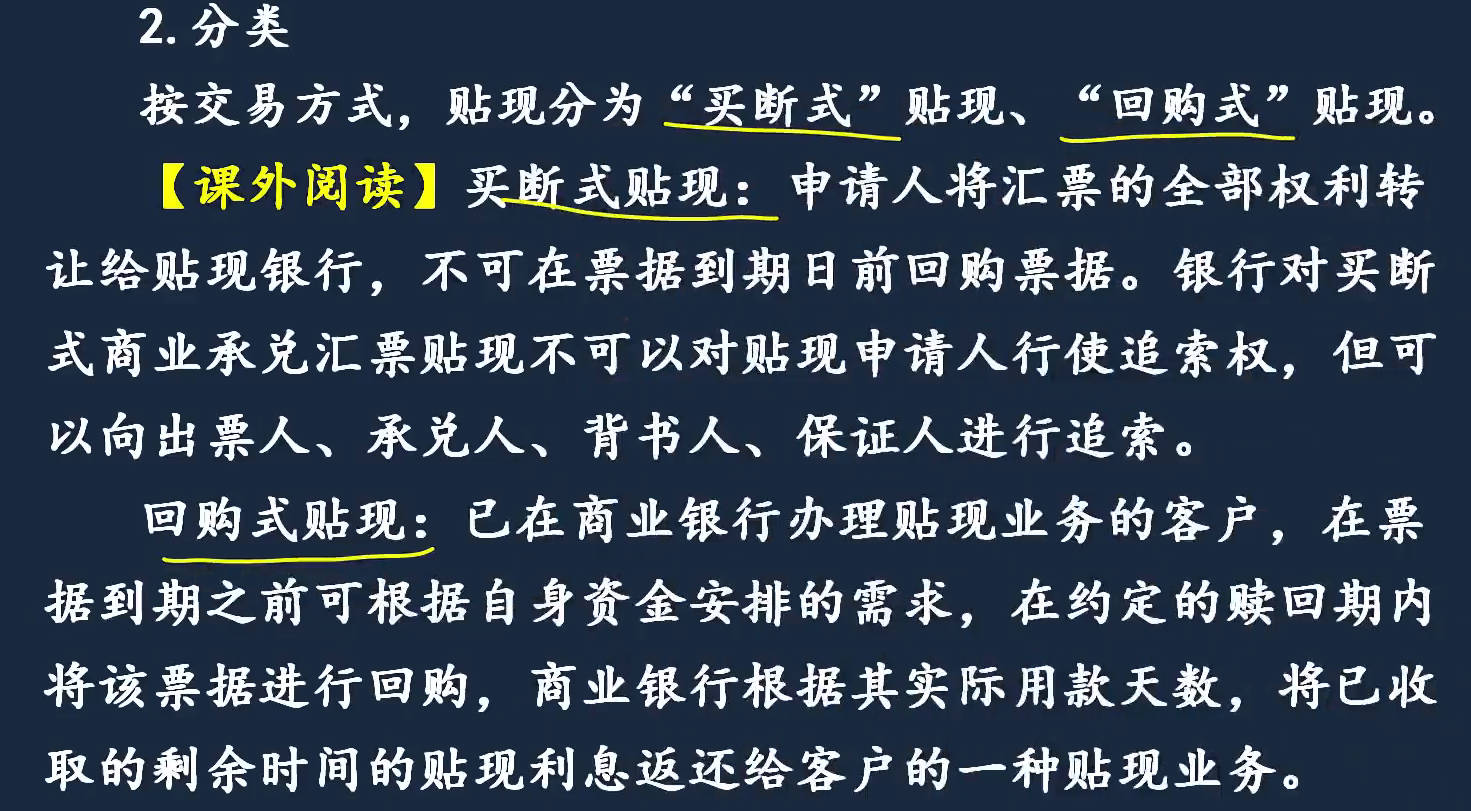 2. 分类
按交易方式，贴现分为“买断式”贴现、“回购式”贴现。
【课外阅读】买断式贴现：申请人将汇票的全部权利转
让给贴现银行，不可在票据到期日前回购票据。银行对买断
式商业承兑汇票贴现不可以对贴现申请人行使追索权，但可
以向出票人、承兑人、背书人、保证人进行追索。
回购式贴现：已在商业银行办理贴现业务的客户，在票
据到期之前可根据自身资金安排的需求，在约定的赎回期内
将该票据进行回购，商业银行根据其实际用款天数，将已收
取的剩余时间的贴现利息返还给客户的一种贴现业务。